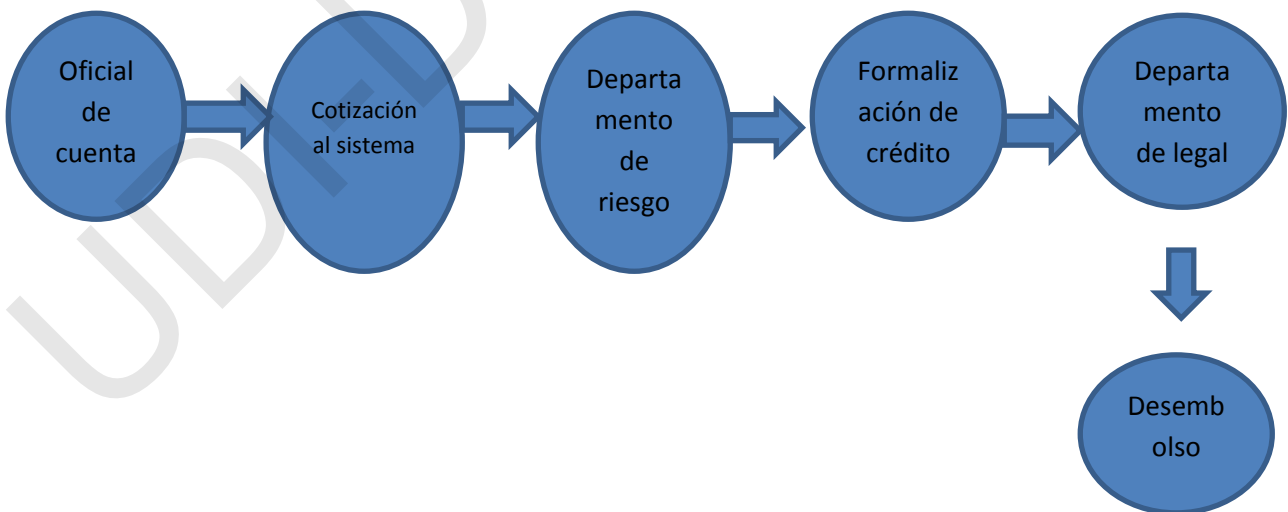 Oficial
de
cuenta
Cotización
al sistema
Departa
mento
de
riesgo
Formaliz
ación de
crédito
Departa
mento
de legal
Desemb
olso